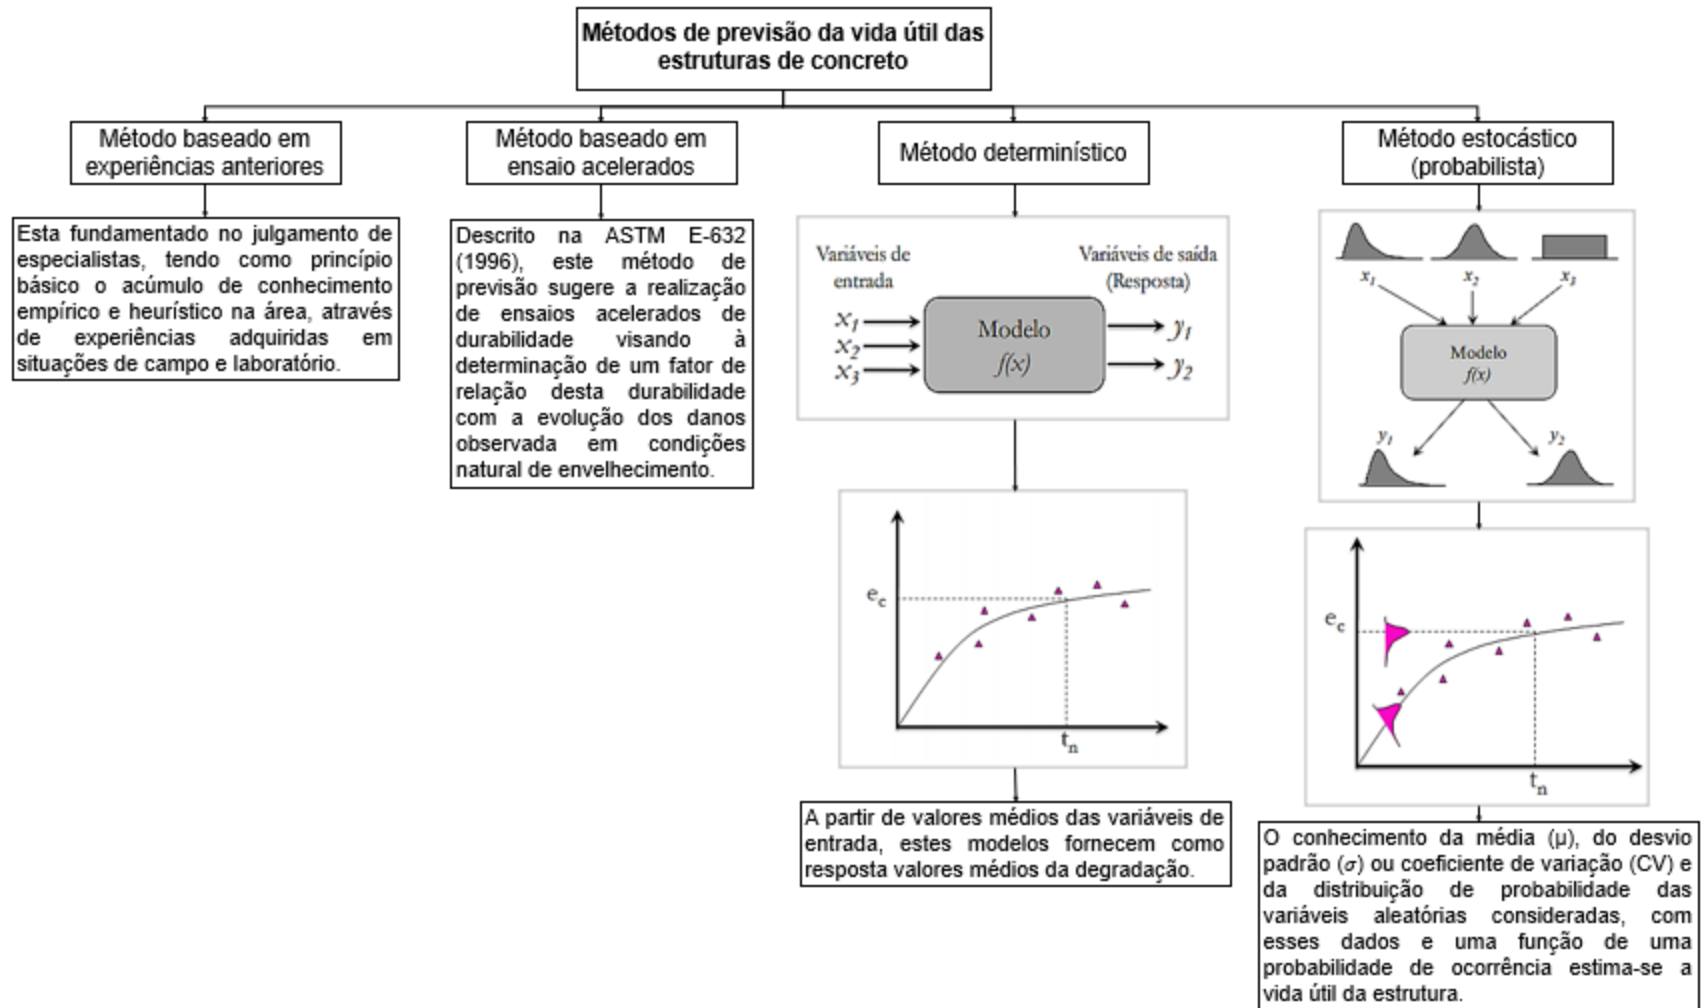 Métodos de previsão da vida útil das
estruturas de concreto
Método baseado em
experiências anteriores
Esta fundamentado no julgamento de
especialistas, tendo como princípio
básico o acúmulo de conhecimento
empírico e heurístico na área, através
de experiências adquiridas em
situações de campo e laboratório.
Método baseado em
ensaio acelerados
Descrito na ASTM E-632
(1996), este método de
previsão sugere a realização
de ensaios acelerados de
durabilidade visando à
determinação de um fator de
relação desta durabilidade
com a evolução dos danos
observada em condições
natural de envelhecimento.
Método determinístico
Variáveis de
entrada
Variáveis de saída
(Resposta)
x1
x2
x3
Modelo
f(x)
y1
y2
ec
tn
A partir de valores médios das variáveis de
entrada, estes modelos fornecem como
resposta valores médios da degradação.
Método estocástico
(probabilista)
x1 x2 x3
Modelo
f(x)
y1 y2
ec
tn
O conhecimento da média (μ), do desvio
padrão (σ) ou coeficiente de variação (CV) e
da distribuição de probabilidade das
variáveis aleatórias consideradas, com
esses dados e uma função de uma
probabilidade de ocorrência estima-se a
vida útil da estrutura.